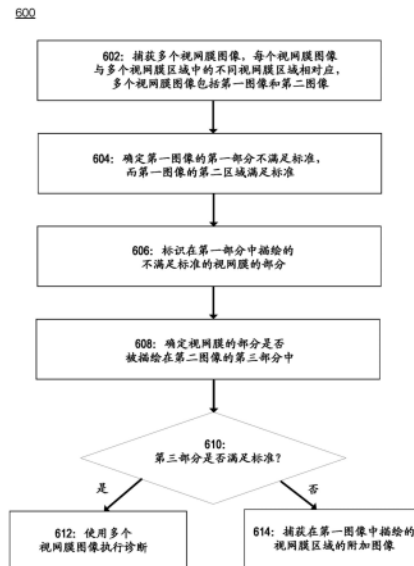 600
602: 捕获多个视网膜图像，每个视网膜图像
与多个视网膜区域中的不同视网膜区域相对应，
多个视网膜图像包括第一图像和第二图像
604: 确定第一图像的第一部分不满足标准，
而第一图像的第二区域满足标准
606: 标识在第一部分中描绘的
不满足标准的视网膜的部分
608: 确定视网膜的部分是否
被描绘在第二图像的第三部分中
610:
第三部分是否满足标准？
是
否
612: 使用多个
视网膜图像执行诊断
614: 捕获在第一图像中描绘的
视网膜区域的附加图像